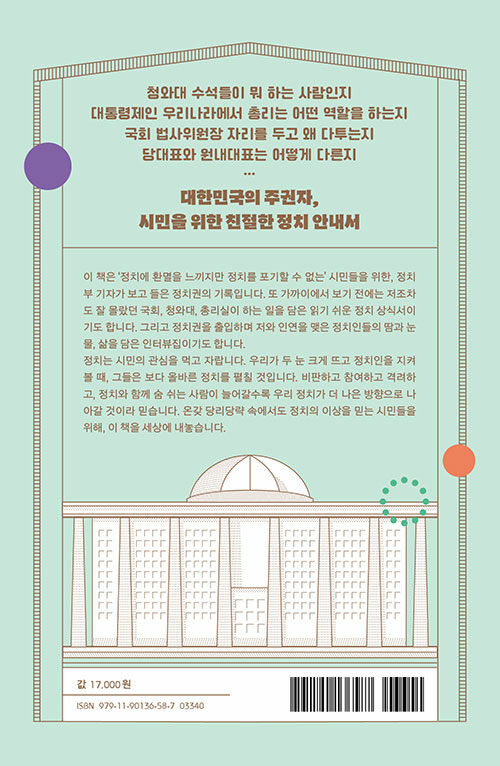 청와대 수석들이 뭐 하는 사람인지
대통령제인 우리나라에서 총리는 어떤 역할을 하는지
국회 법사위원장 자리를 두고 왜 다투는지
당대표와 원내대표는 어떻게 다른지
...
대한민국의 주권자,
시민을 위한 친절한 정치 안내서
이 책은 '정치에 환멸을 느끼지만 정치를 포기할 수 없는' 시민들을 위한, 정치
부 기자가 보고 들은 정치권의 기록입니다. 또 가까이에서 보기 전에는 저조차
도 잘 몰랐던 국회, 청와대, 총리실이 하는 일을 담은 읽기 쉬운 정치 상식서이
기도 합니다. 그리고 정치권을 출입하며 저와 인연을 맺은 정치인들의 땀과 눈
물, 삶을 담은 인터뷰집이기도 합니다.
정치는 시민의 관심을 먹고 자랍니다. 우리가 두 눈 크게 뜨고 정치인을 지켜
볼 때, 그들은 보다 올바른 정치를 펼칠 것입니다. 비판하고 참여하고 격려하
고, 정치와 함께 숨 쉬는 사람이 늘어갈수록 우리 정치가 더 나은 방향으로 나
아갈 것이라 믿습니다. 온갖 당리당략 속에서도 정치의 이상을 믿는 시민들을
위해, 이 책을 세상에 내놓습니다.
값 17,000원
ISBN 979-11-90136-58-7 03340